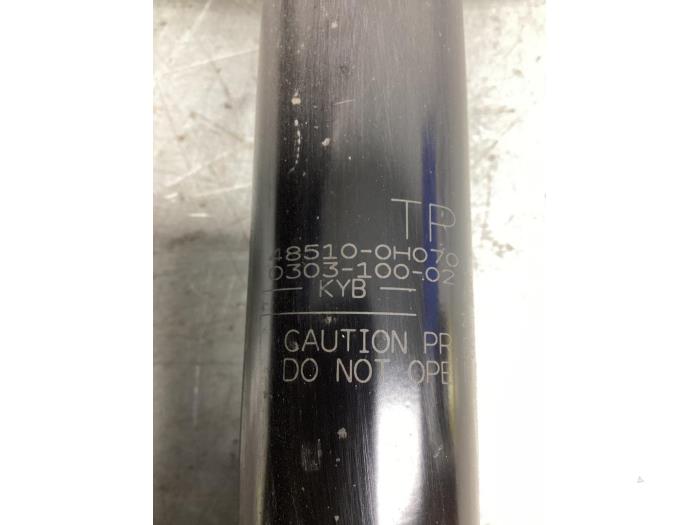 TP
48510-0H070
0303-100-02
KYB
CAUTION PR
DO NOT OPE